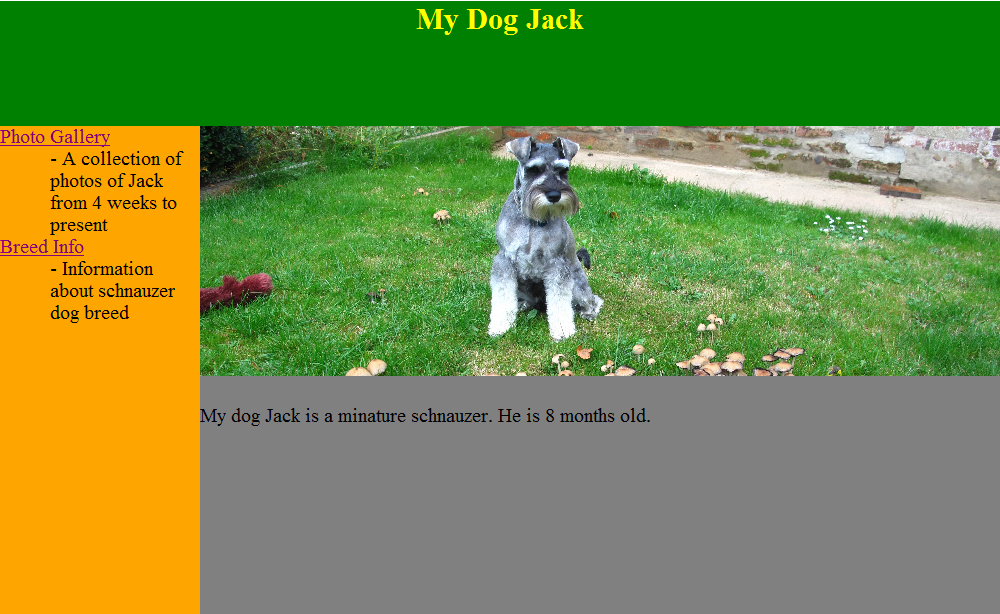 My Dog Jack
Photo Gallery
- A collection of
photos of Jack
from 4 weeks to
present
Breed Info
- Information
about schnauzer
dog breed
My dog Jack is a minature schnauzer. He is 8 months old.